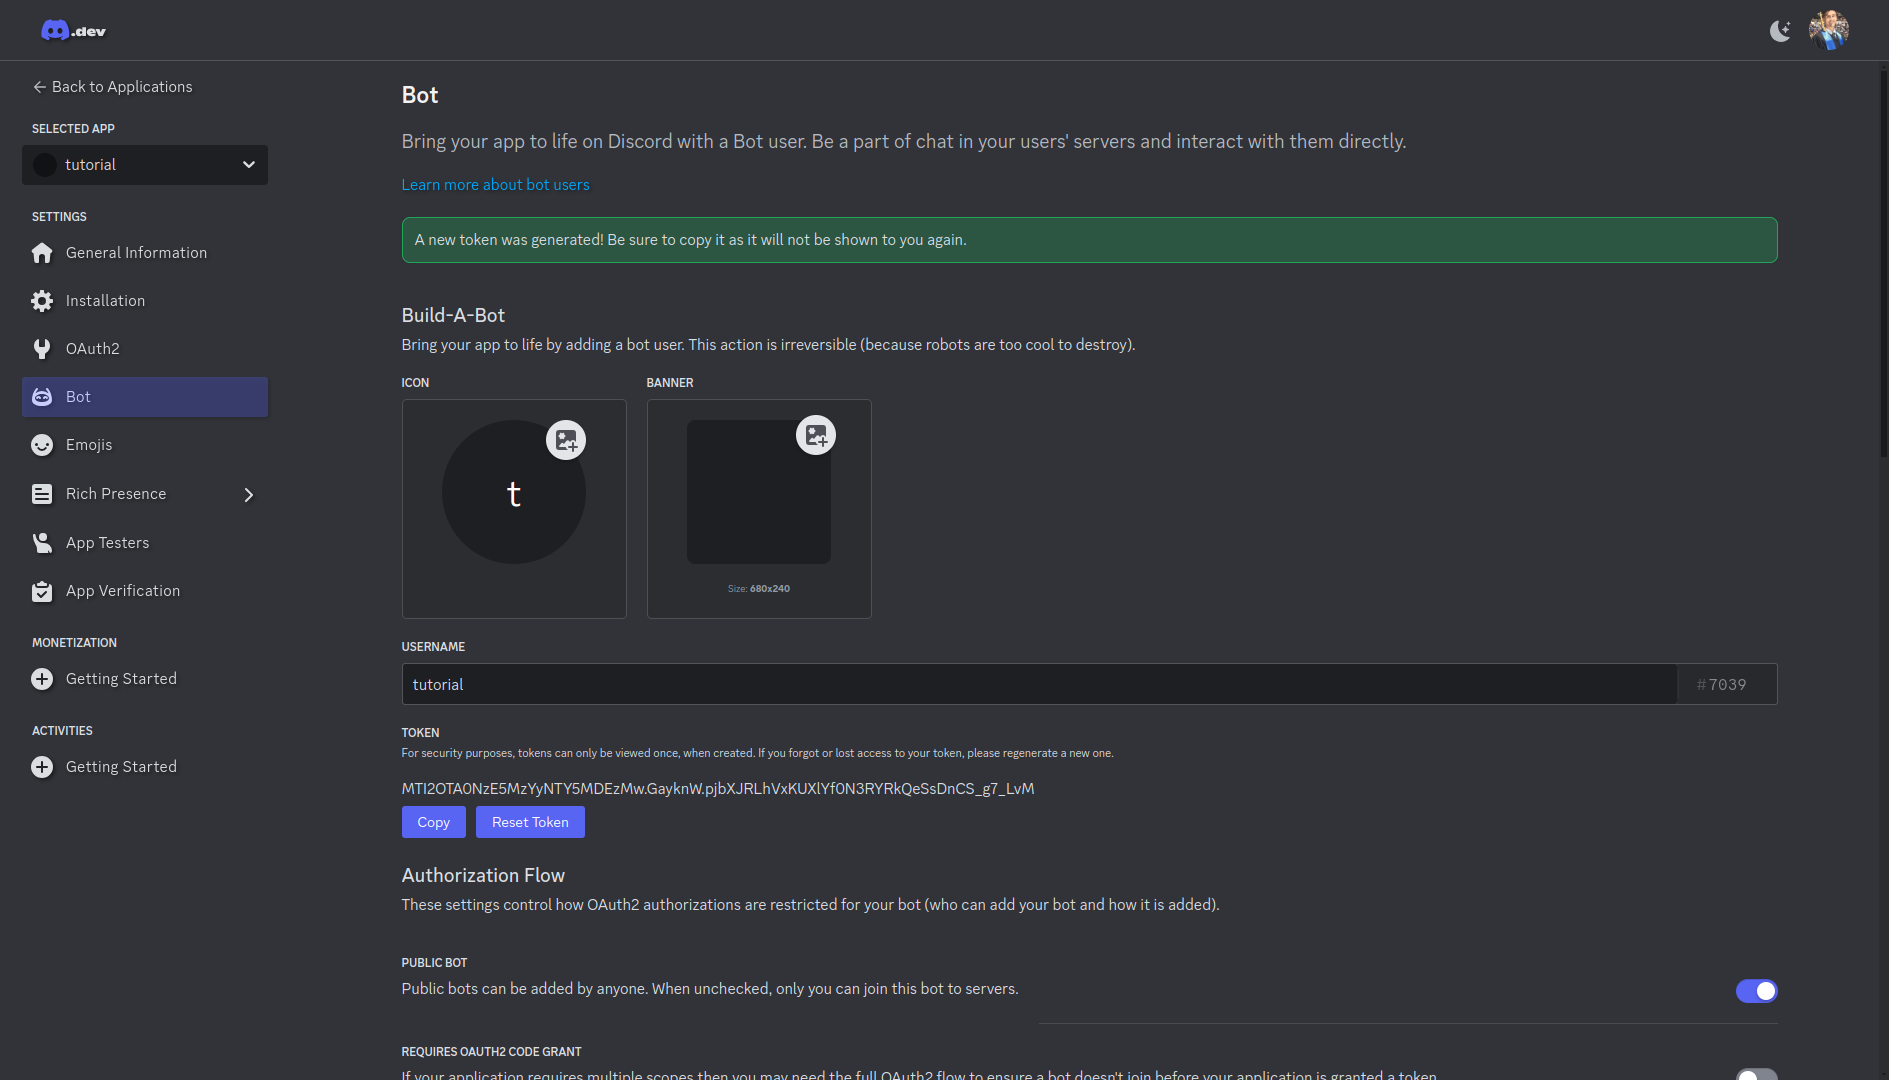 .dev
Back to Applications
SELECTED APP
tutorial
SETTINGS
General Information
Installation
OAuth2
Bot
Emojis
Rich Presence
App Testers
App Verification
MONETIZATION
Getting Started
ACTIVITIES
Getting Started
Bot
Bring your app to life on Discord with a Bot user. Be a part of chat in your users' servers and interact with them directly.
Learn more about bot users
A new token was generated! Be sure to copy it as it will not be shown to you again.
Build-A-Bot
Bring your app to life by adding a bot user. This action is irreversible (because robots are too cool to destroy).
ICON
BANNER
t
Size: 680x240
USERNAME
tutorial
#7039
TOKEN
For security purposes, tokens can only be viewed once, when created. If you forgot or lost access to your token, please regenerate a new one.
MTI2OTA0NzE5MzYyNTY5MDEzMw.GayknW.pjbXJRLhVxKUXlYf0N3RYRkQeSsDnCS_g7_LvM
Copy
Reset Token
Authorization Flow
These settings control how OAuth2 authorizations are restricted for your bot (who can add your bot and how it is added).
PUBLIC BOT
Public bots can be added by anyone. When unchecked, only you can join this bot to servers.
REQUIRES OAUTH2 CODE GRANT
If your application requires multiple scopes then you may need the full OAuth2 flow to ensure a bot doesn't join before your application is granted a token